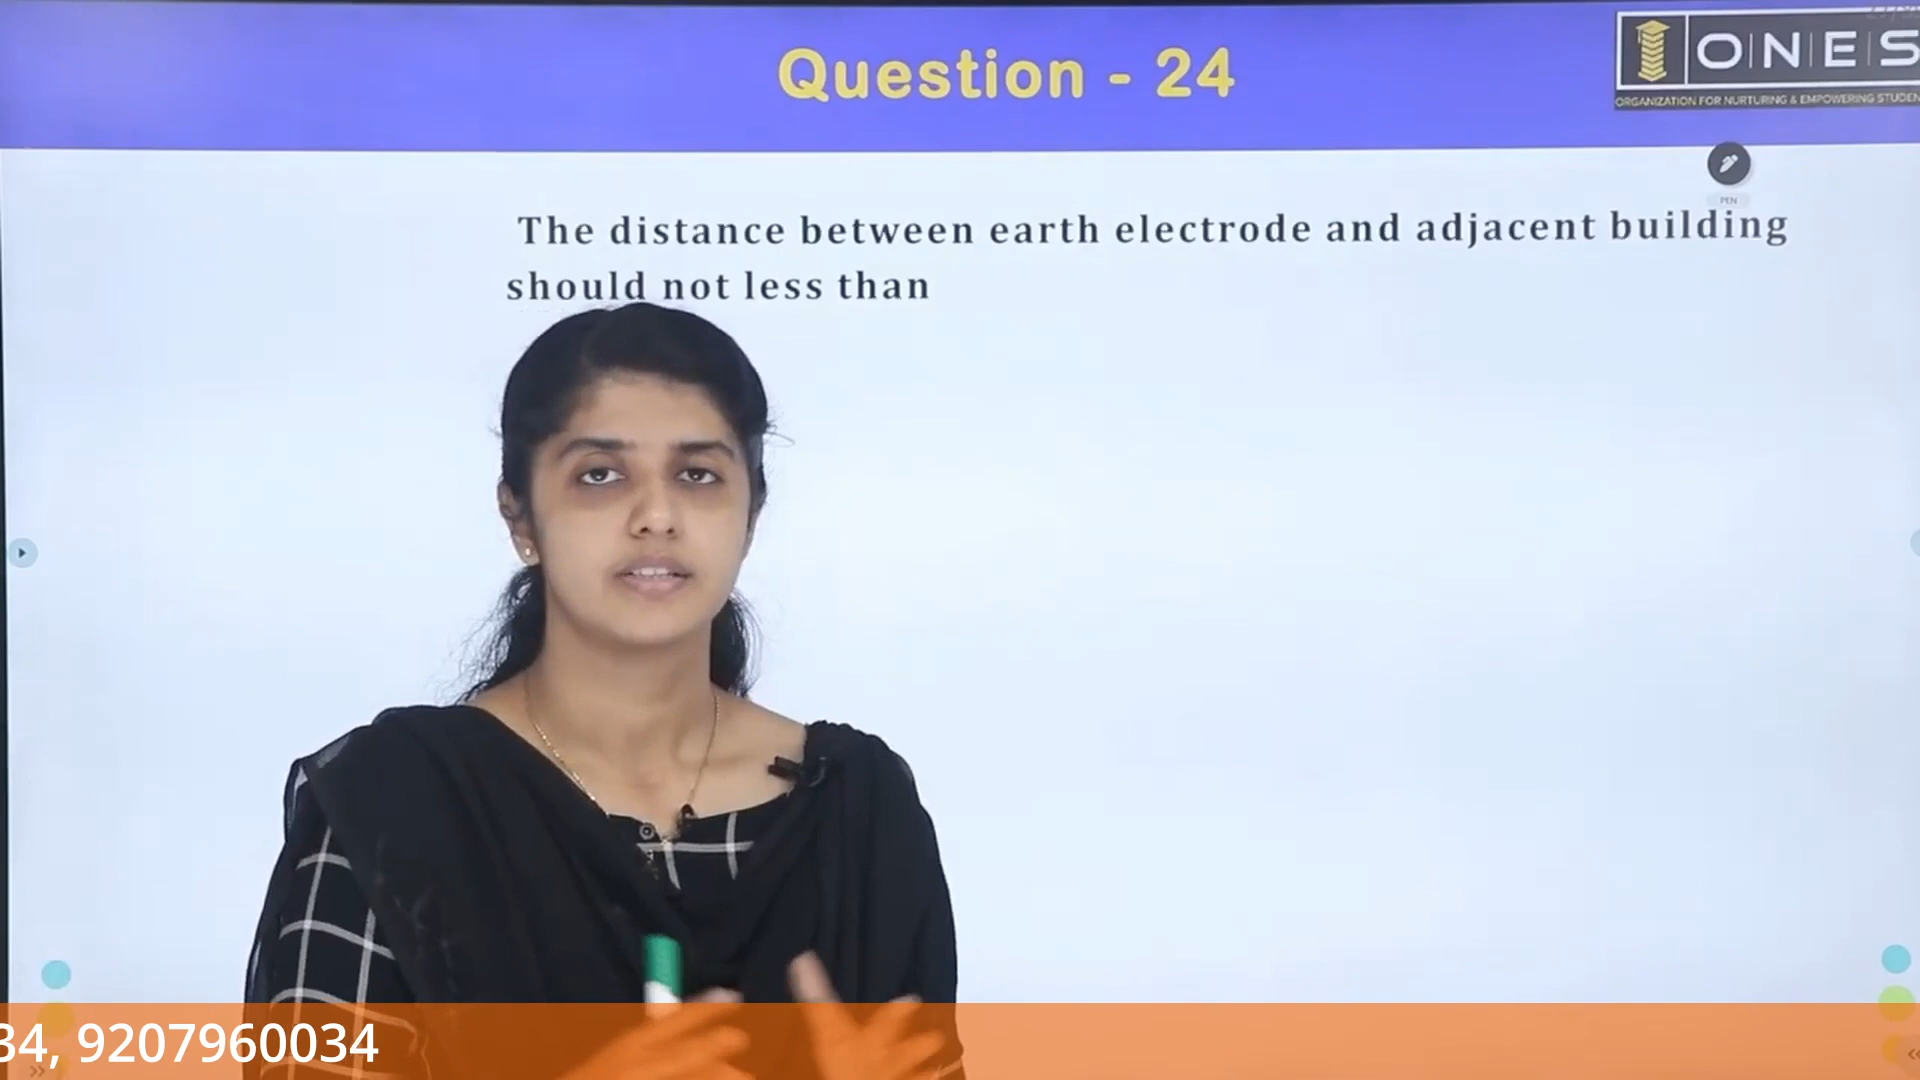 Question - 24
ONES
ORGANIZATION FOR NURTURING & EMPOWERING STUDEN
PEN
The distance between earth electrode and adjacent building
should not less than
34, 9207960034